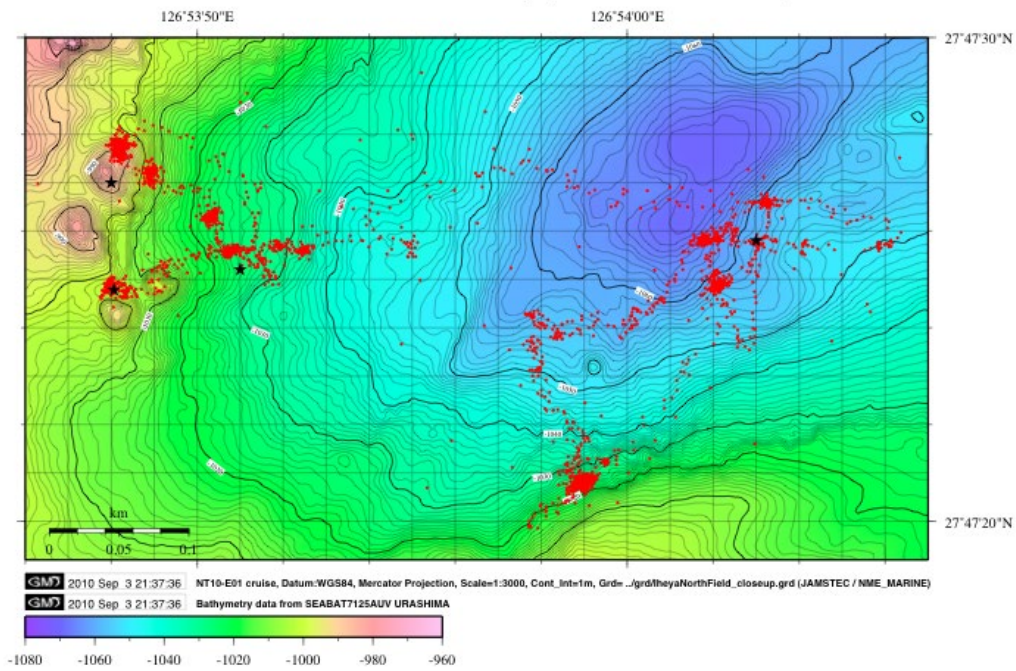 126°53'50"E 126°54'00"E
27°47'30"N
27°47'20"N
km
0 0.05 0.1
GMD 2010 Sep 3 21:37:36 NT10-E01 cruise, Datum:WGS84, Mercator Projection, Scale=1:3000, Cont_Int=1m, Grd= ../grd/IheyaNorthField_closeup.grd (JAMSTEC / NME_MARINE)
GMD 2010 Sep 3 21:37:36 Bathymetry data from SEABAT7125AUV URASHIMA
-1080 -1060 -1040 -1020 -1000 -980 -960